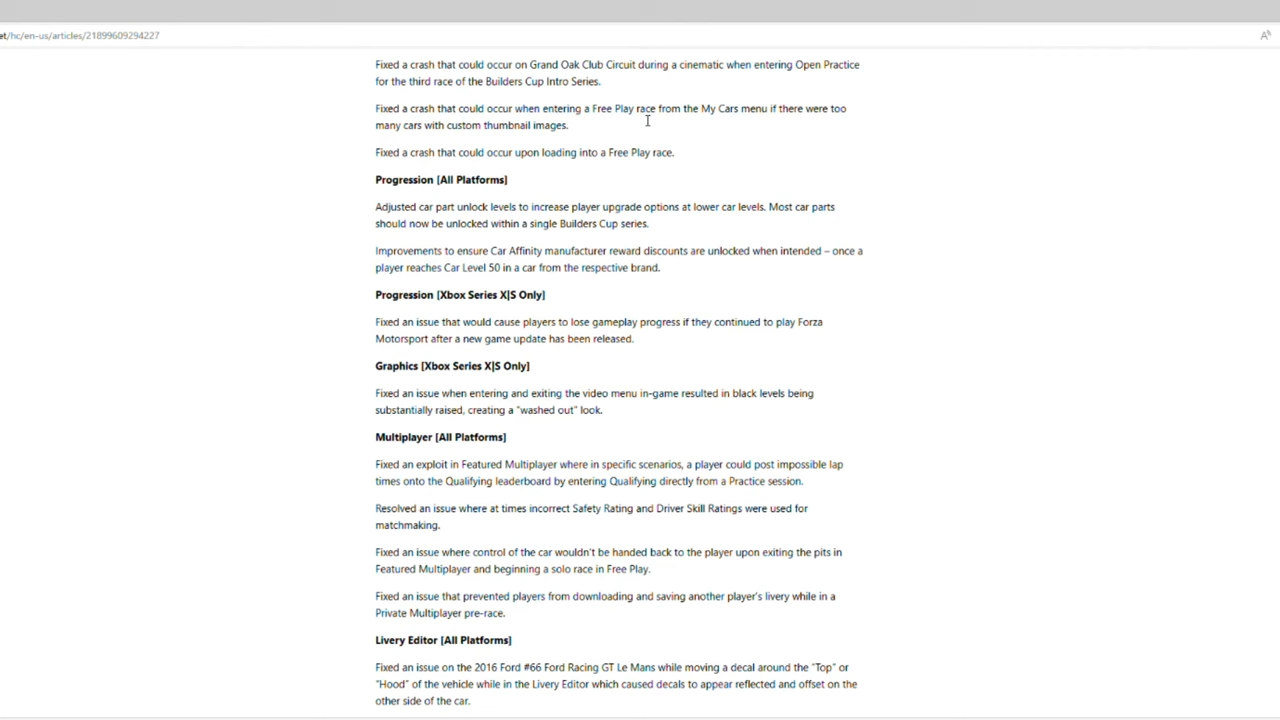 et/hc/en-us/articles/21899609294227
A
Fixed a crash that could occur on Grand Oak Club Circuit during a cinematic when entering Open Practice
for the third race of the Builders Cup Intro Series.
Fixed a crash that could occur when entering a Free Play race from the My Cars menu if there were too
many cars with custom thumbnail images.
Fixed a crash that could occur upon loading into a Free Play race.
Progression [All Platforms]
Adjusted car part unlock levels to increase player upgrade options at lower car levels. Most car parts
should now be unlocked within a single Builders Cup series.
Improvements to ensure Car Affinity manufacturer reward discounts are unlocked when intended – once a
player reaches Car Level 50 in a car from the respective brand.
Progression [Xbox Series X|S Only]
Fixed an issue that would cause players to lose gameplay progress if they continued to play Forza
Motorsport after a new game update has been released.
Graphics [Xbox Series X|S Only]
Fixed an issue when entering and exiting the video menu in-game resulted in black levels being
substantially raised, creating a “washed out” look.
Multiplayer [All Platforms]
Fixed an exploit in Featured Multiplayer where in specific scenarios, a player could post impossible lap
times onto the Qualifying leaderboard by entering Qualifying directly from a Practice session.
Resolved an issue where at times incorrect Safety Rating and Driver Skill Ratings were used for
matchmaking.
Fixed an issue where control of the car wouldn’t be handed back to the player upon exiting the pits in
Featured Multiplayer and beginning a solo race in Free Play.
Fixed an issue that prevented players from downloading and saving another player’s livery while in a
Private Multiplayer pre-race.
Livery Editor [All Platforms]
Fixed an issue on the 2016 Ford #66 Ford Racing GT Le Mans while moving a decal around the “Top” or
“Hood” of the vehicle while in the Livery Editor which caused decals to appear reflected and offset on the
other side of the car.